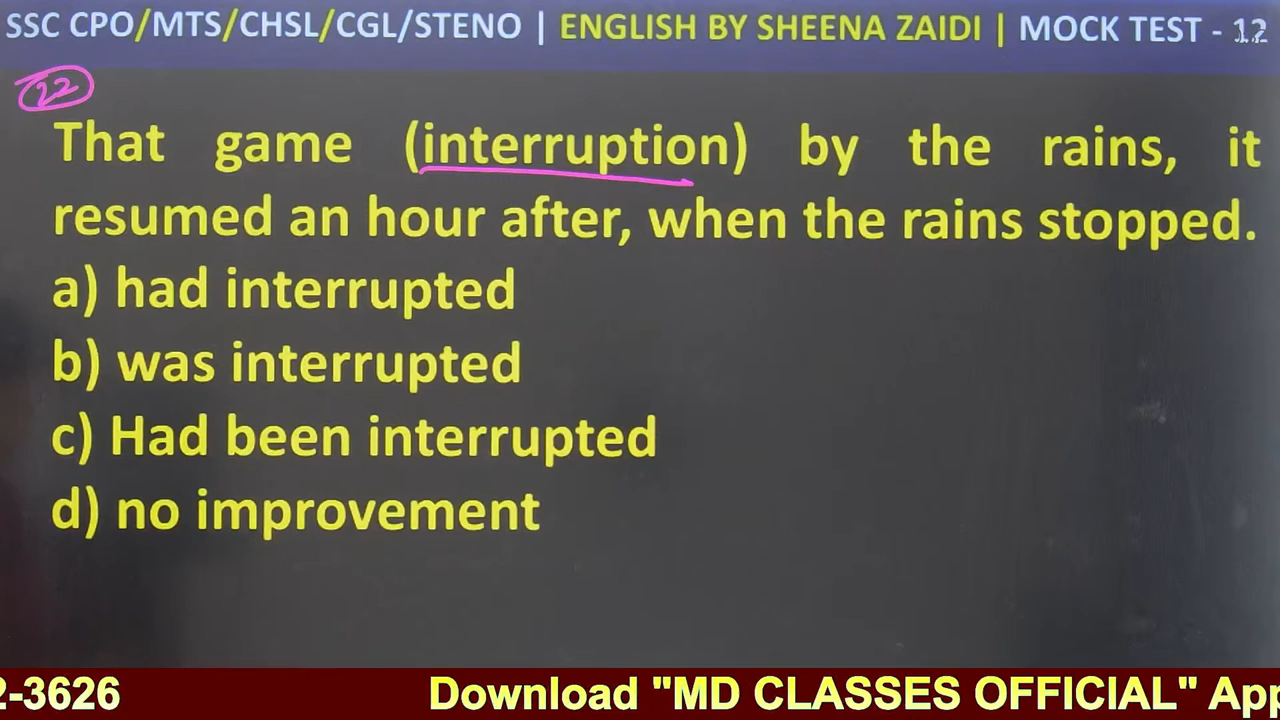 SSC CPO/MTS/CHSL/CGL/STENO | ENGLISH BY SHEENA ZAIDI | MOCK TEST - 12
22
That game (interruption) by the rains, it
resumed an hour after, when the rains stopped.
a) had interrupted
b) was interrupted
c) Had been interrupted
d) no improvement
2-3626 Download "MD CLASSES OFFICIAL" App